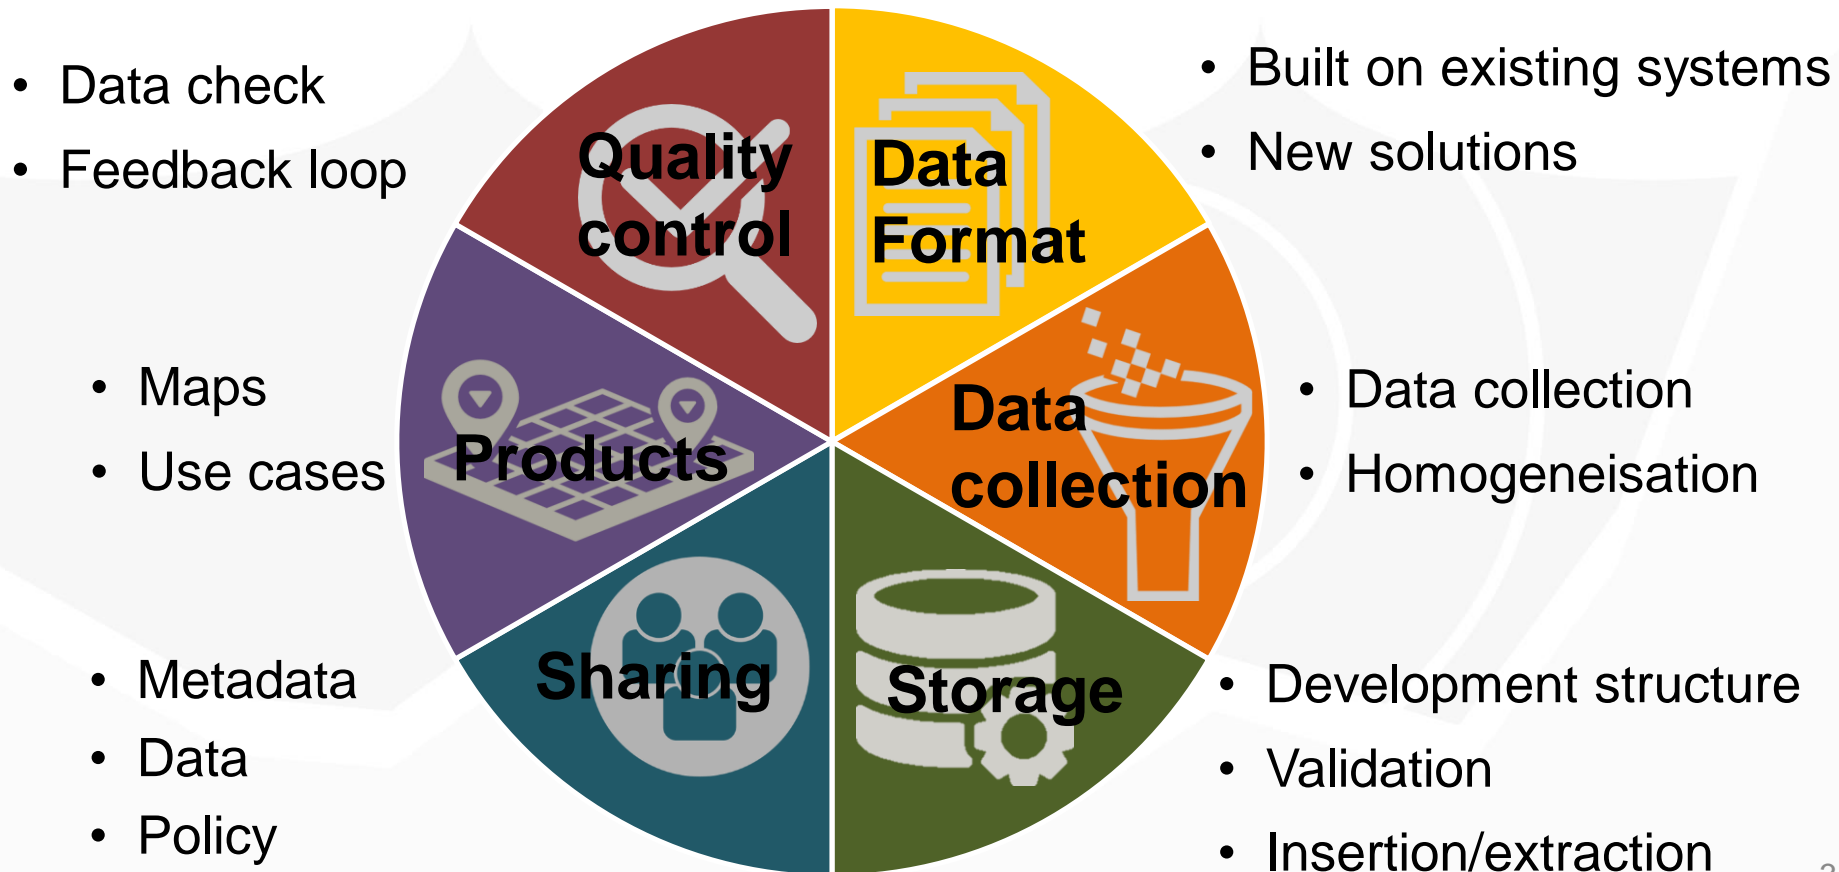 • Data check
• Feedback loop
Quality
control
Data
Format
• Built on existing systems
• New solutions
• Maps
• Use cases
Products
Data
collection
• Data collection
• Homogeneisation
• Metadata
• Data
• Policy
Sharing
Storage
• Development structure
• Validation
• Insertion/extraction